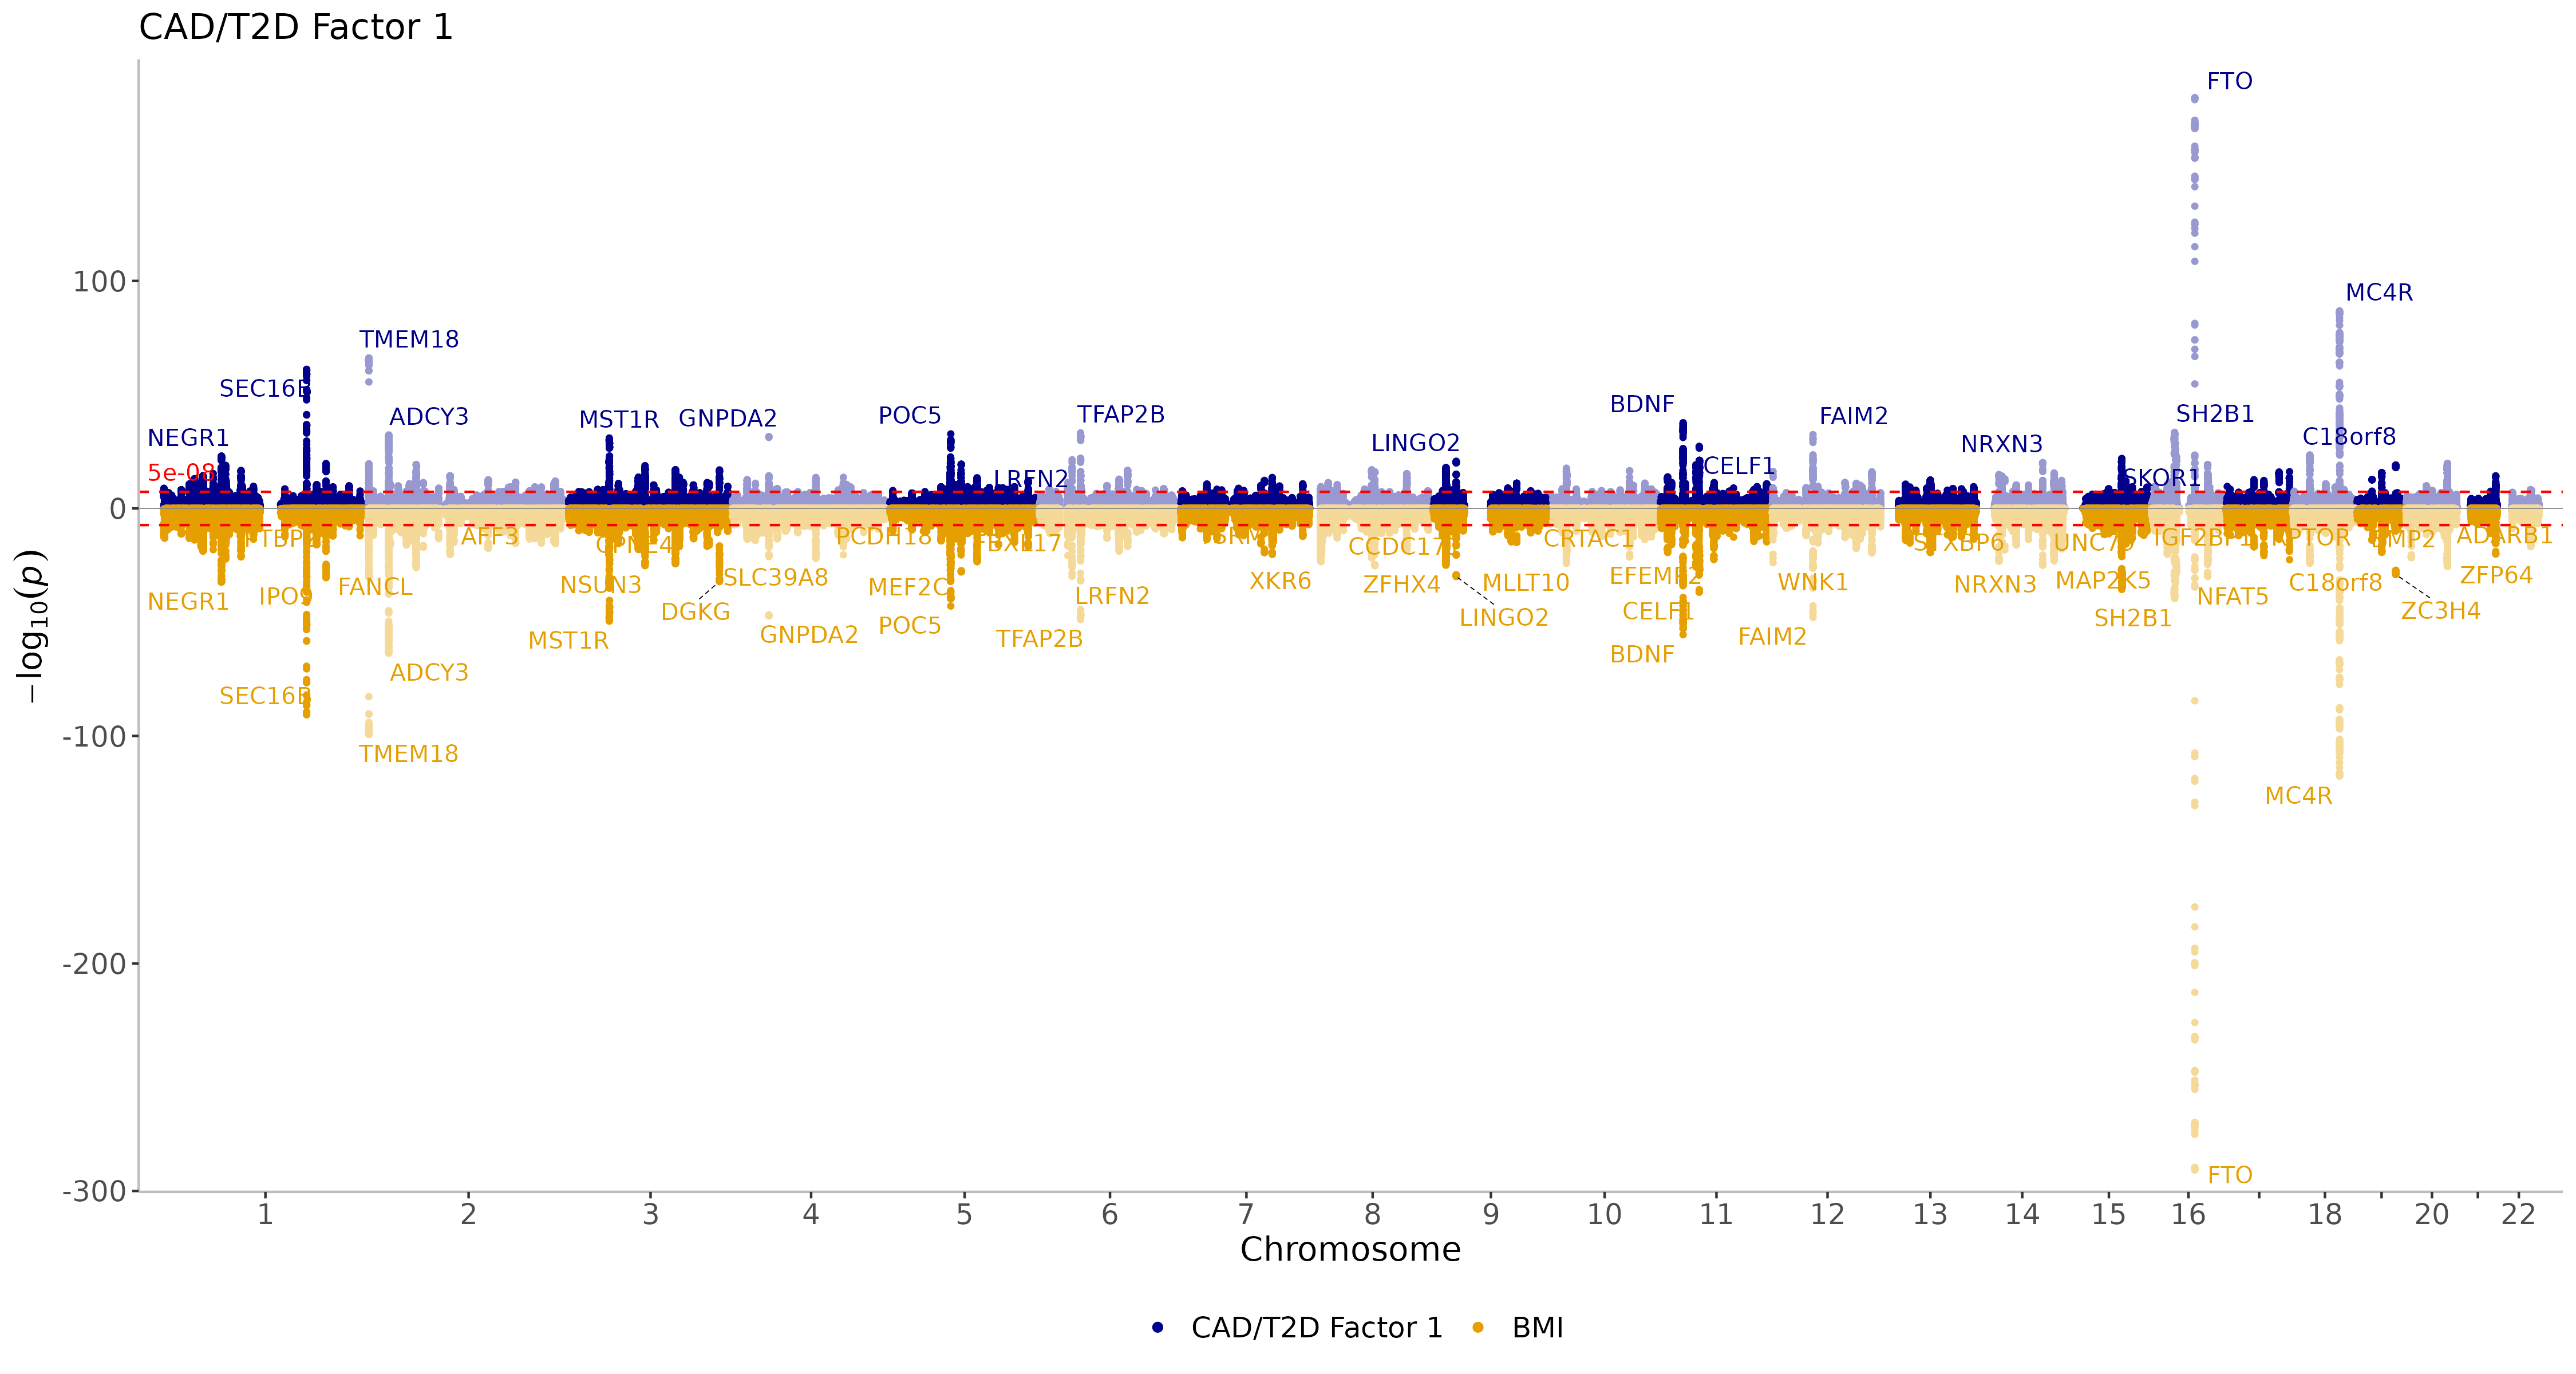 CAD/T2D Factor 1
FTO
100
MC4R
TMEM18
SEC16B
ADCY3
MST1R
GNPDA2
POC5
TFAP2B
BDNF
FAIM2
SH2B1
NEGR1
LINGO2
NRXN3
C18orf8
5e-08
LRFN2
CELF1
SKOR1
0
AFF3
PCDH18
CRTAC1
STXBP6
BMP2
ADARB1
CCDC171
NSUN3
SLC39A8
MEF2C
XKR6
ZFHX4
MLLT10
EFEMP2
WNK1
NRXN3
MAP2K5
C18orf8
ZFP64
NEGR1
IPO9
FANCL
DGKG
LRFN2
NFAT5
CELF1
LINGO2
SH2B1
ZC3H4
MST1R
GNPDA2
POC5
TFAP2B
FAIM2
BDNF
ADCY3
SEC16B
-100
TMEM18
MC4R
-200
FTO
-300
−log10(p)
1 2 3 4 5 6 7 8 9 10 11 12 13 14 15 16 18 20 22
Chromosome
CAD/T2D Factor 1 BMI